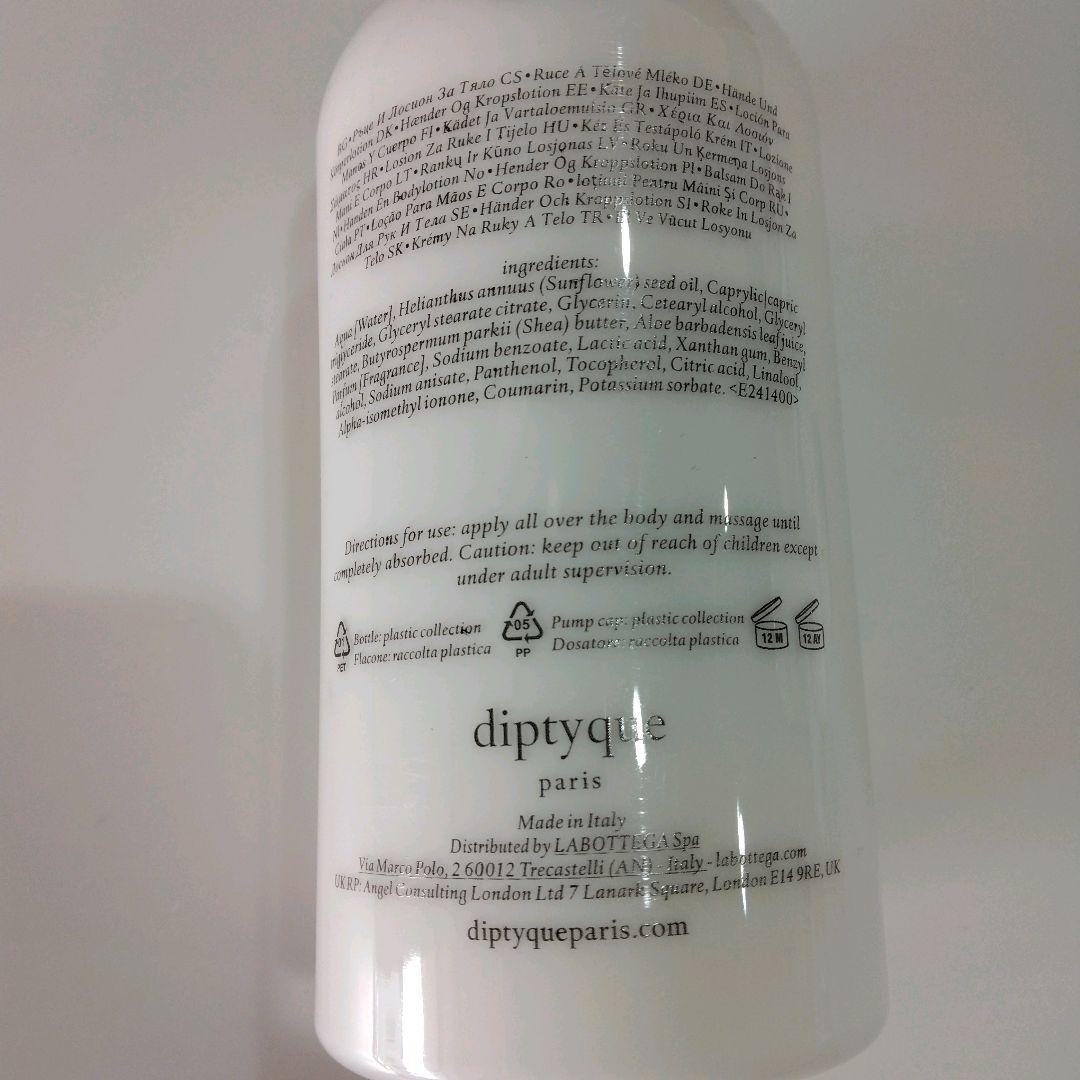 BG•Ръце И Лосион За Тяло CS•Ruce A Tělové Mléko DE•Hände Und
Körperlotion DK•Hænder Og Kropslotion EE•Käte Ja Ihupiim ES•Loción Para
Manos Y Cuerpo FI•Kädet Ja Vartaloemulsio GR•Χέρια Και Λοσιόν
Σώματος HR•Losion Za Ruke I Tijelo HU•Kéz És Testápoló Krém IT•Lozione
Mani E Corpo LT•Rankų Ir Kūno Losjonas LV•Roku Un Ķermeņa Losjons
Nl•Handen En Bodylotion No•Hender Og Kroppslotion Pl•Balsam Do Rąk I
Ciała PT•Loção Para Mãos E Corpo Ro•loțiuni Pentru Mâini Şi Corp RU•
ЛосьонДля Рук И Тела SE•Händer Och Kroppslotion SI•Roke In Losjon Za
Telo SK•Krémy Na Ruky A Telo TR•El Ve Vücut Losyonu
ingredients:
Aqua [Water], Helianthus annuus (Sunflower) seed oil, Caprylic|capric
triglyceride, Glyceryl stearate citrate, Glycerin, Cetearyl alcohol, Glyceryl
stearate, Butyrospermum parkii (Shea) butter, Aloe barbadensis leaf juice,
Parfum [Fragrance], Sodium benzoate, Lactic acid, Xanthan gum, Benzyl
alcohol, Sodium anisate, Panthenol, Tocopherol, Citric acid, Linalool,
Alpha-isomethyl ionone, Coumarin, Potassium sorbate. <E241400>
Directions for use: apply all over the body and massage until
completely absorbed. Caution: keep out of reach of children except
under adult supervision.
01 PET
Bottle: plastic collection
Flacone: raccolta plastica
05 PP
Pump cap: plastic collection
Dosatore: raccolta plastica
12 M
12 AY
diptyque
paris
Made in Italy
Distributed by LABOTTEGA Spa
Via Marco Polo, 2 60012 Trecastelli (AN) - Italy - labottega.com
UK RP: Angel Consulting London Ltd 7 Lanark Square, London E14 9RE, UK
diptyqueparis.com